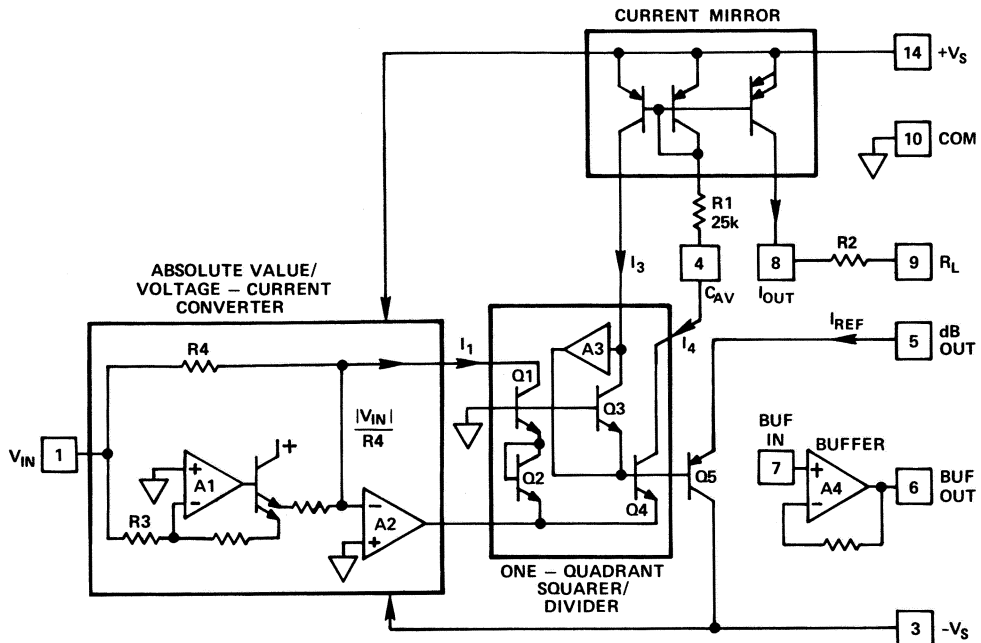 CURRENT MIRROR
14 +VS
10 COM
R1
25k
R2
4
8
9 RL
CAV
IOUT
I3
I4
ABSOLUTE VALUE/
VOLTAGE – CURRENT
CONVERTER
IREF
5 dB
OUT
R4
I1
A3
Q1
Q3
|VIN|
R4
VIN 1
+
A1
+
–
Q2
Q4
Q5
BUF
IN
7
BUFFER
+
A4
–
6 BUF
OUT
R3
–
A2
+
ONE – QUADRANT
SQUARER/
DIVIDER
3 –VS